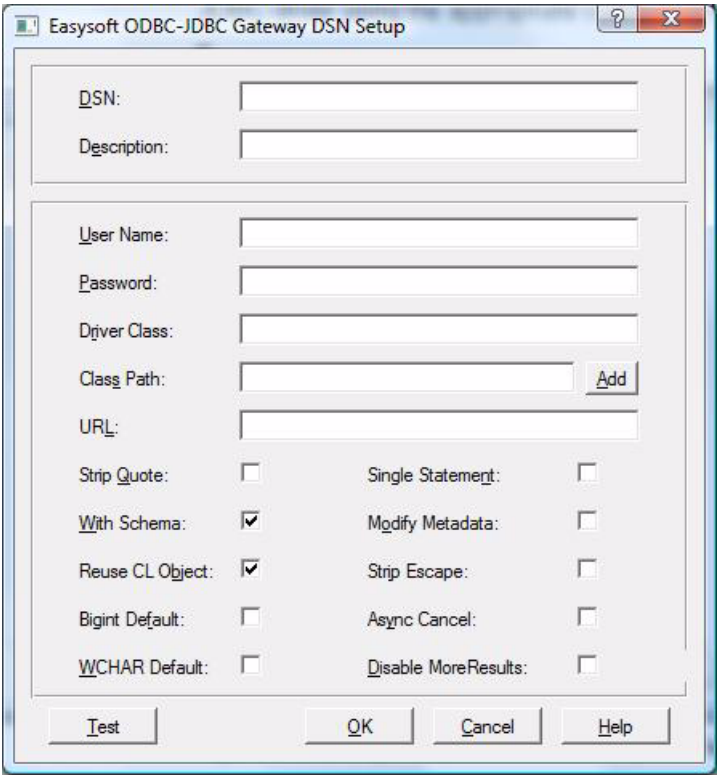 Easysoft ODBC-JDBC Gateway DSN Setup
DSN:
Description:
User Name:
Password:
Driver Class:
Class Path:
Add
URL:
Strip Quote:
Single Statement:
With Schema:
Modify Metadata:
Reuse CL Object:
Strip Escape:
Bigint Default:
Async Cancel:
WCHAR Default:
Disable MoreResults:
Test
OK
Cancel
Help